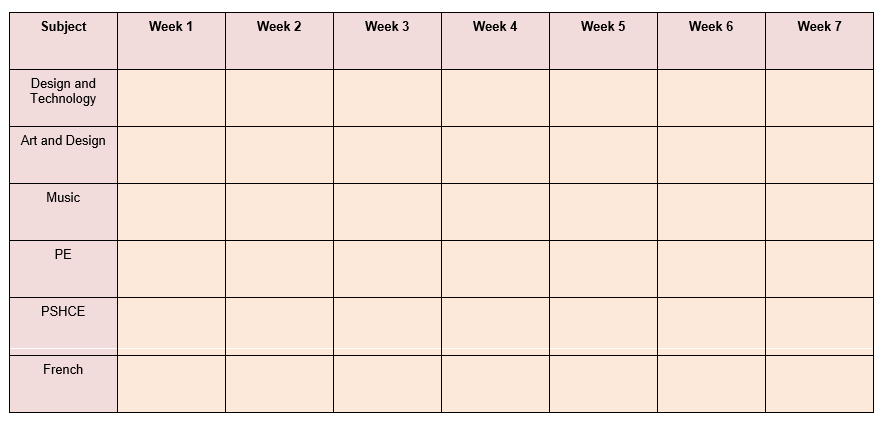 Subject Week 1 Week 2 Week 3 Week 4 Week 5 Week 6 Week 7
Design and
Technology
Art and Design
Music
PE
PSHCE
French